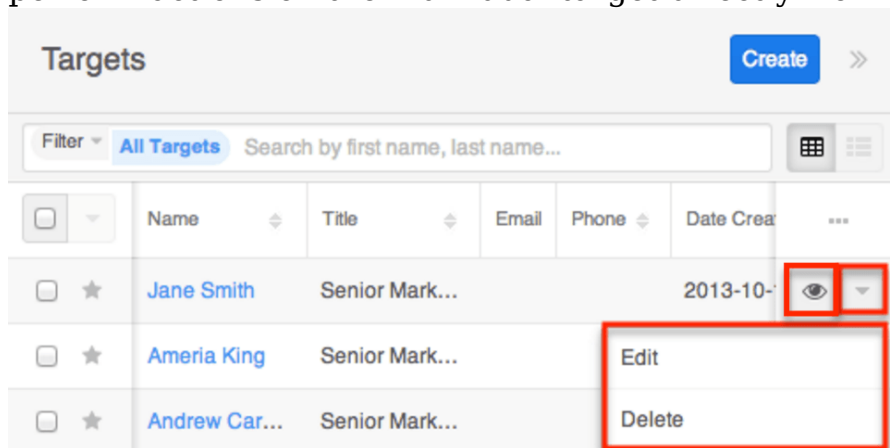 Targets Create
Filter All Targets Search by first name, last name...
Name Title Email Phone Date Crea
Jane Smith Senior Mark... 2013-10-
Ameria King Senior Mark... Edit
Andrew Car... Senior Mark... Delete